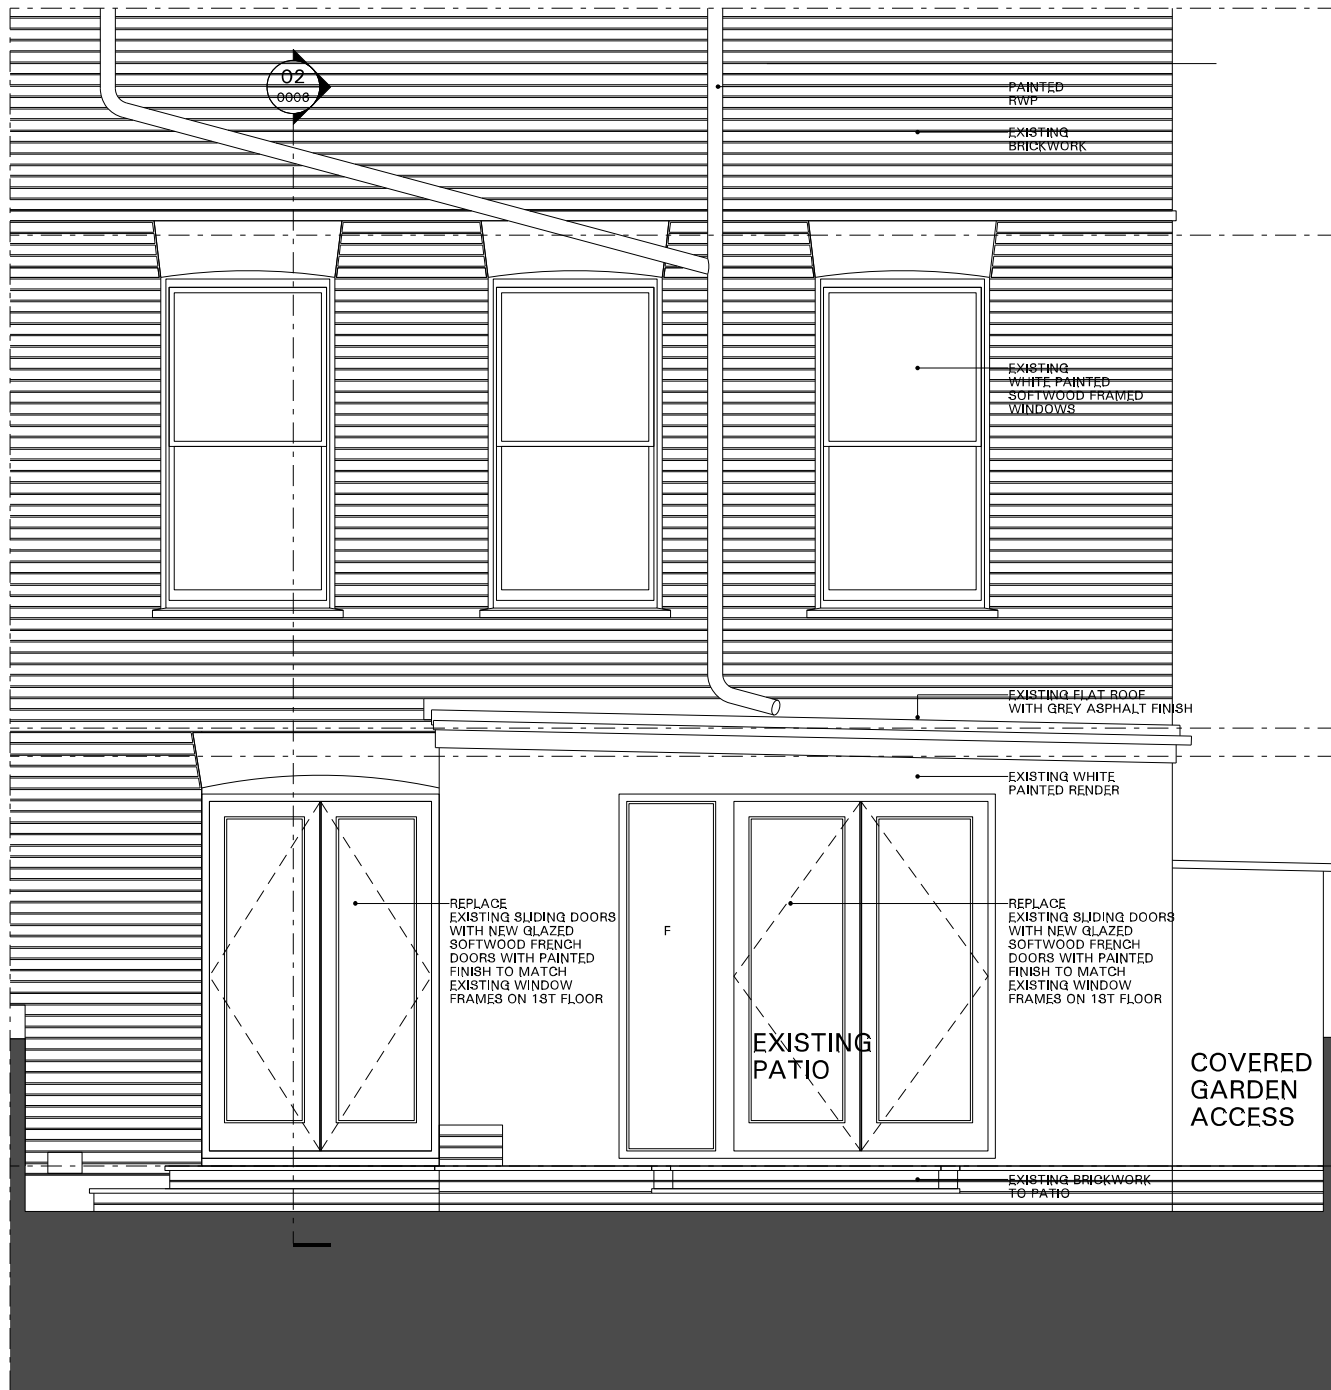 02
0006
PAINTED
RWP
EXISTING
BRICKWORK
EXISTING
WHITE PAINTED
SOFTWOOD FRAMED
WINDOWS
EXISTING FLAT ROOF
WITH GREY ASPHALT FINISH
EXISTING WHITE
PAINTED RENDER
REPLACE
EXISTING SLIDING DOORS
WITH NEW GLAZED
SOFTWOOD FRENCH
DOORS WITH PAINTED
FINISH TO MATCH
EXISTING WINDOW
FRAMES ON 1ST FLOOR
F
REPLACE
EXISTING SLIDING DOORS
WITH NEW GLAZED
SOFTWOOD FRENCH
DOORS WITH PAINTED
FINISH TO MATCH
EXISTING WINDOW
FRAMES ON 1ST FLOOR
EXISTING
PATIO
COVERED
GARDEN
ACCESS
EXISTING BRICKWORK
TO PATIO